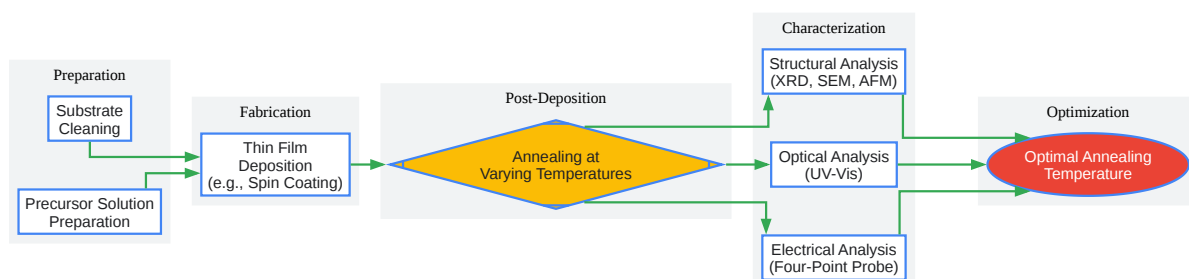 Preparation
Substrate
Cleaning
Precursor Solution
Preparation
Fabrication
Thin Film
Deposition
(e.g., Spin Coating)
Post-Deposition
Annealing at
Varying Temperatures
Characterization
Structural Analysis
(XRD, SEM, AFM)
Optical Analysis
(UV-Vis)
Electrical Analysis
(Four-Point Probe)
Optimization
Optimal Annealing
Temperature